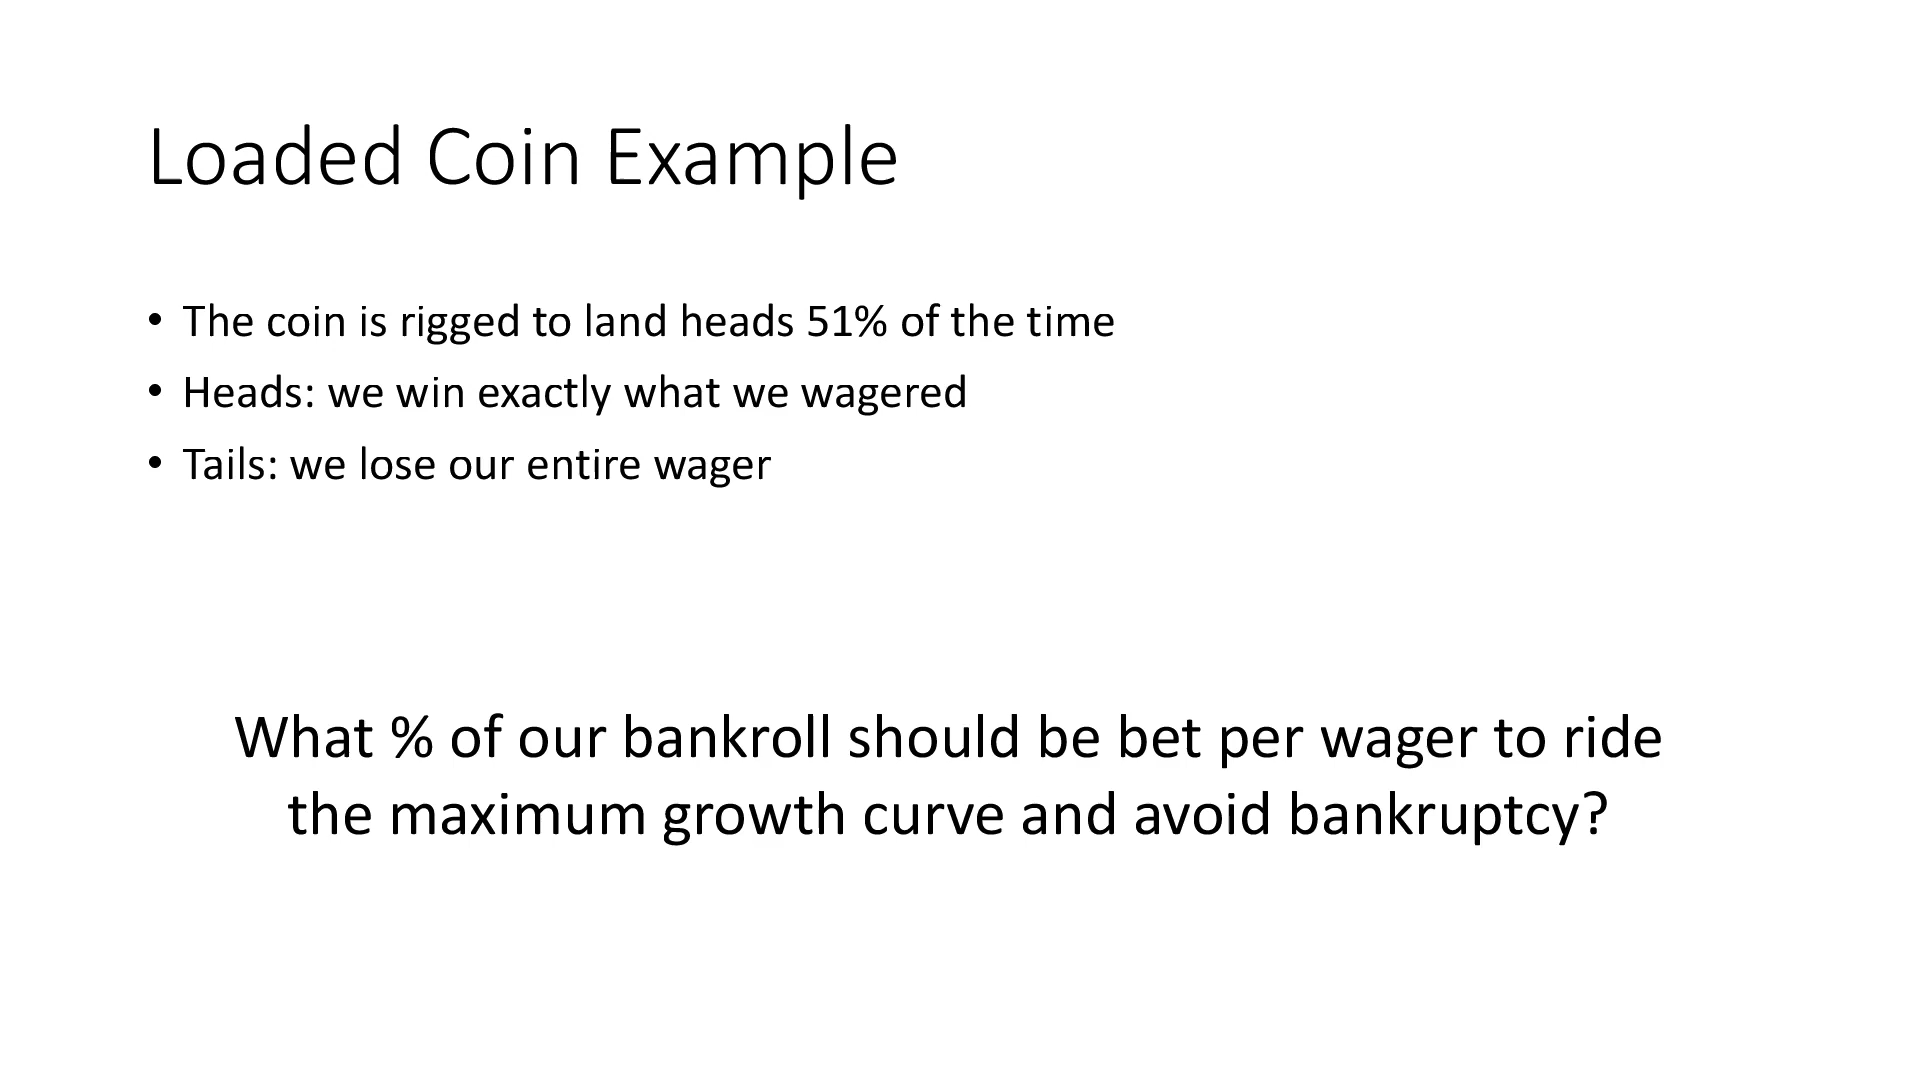 Loaded Coin Example
• The coin is rigged to land heads 51% of the time
• Heads: we win exactly what we wagered
• Tails: we lose our entire wager
What % of our bankroll should be bet per wager to ride
the maximum growth curve and avoid bankruptcy?